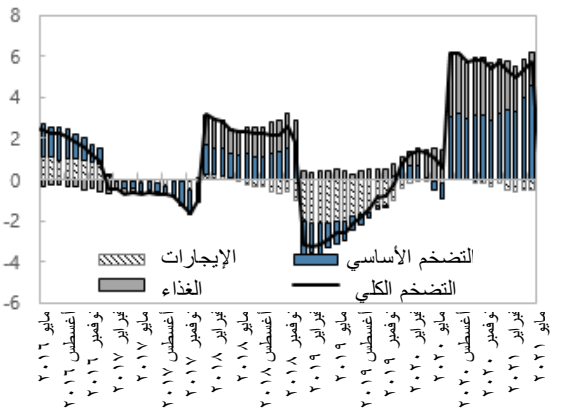 8
6
4
2
0
-2
-4
-6
الإيجارات
التضخم الأساسي
الغذاء
التضخم الكلي
مايو ٢٠١٦
أغسطس ٢٠١٦
نوفمبر ٢٠١٦
فبراير ٢٠١٧
مايو ٢٠١٧
أغسطس ٢٠١٧
نوفمبر ٢٠١٧
فبراير ٢٠١٨
مايو ٢٠١٨
أغسطس ٢٠١٨
نوفمبر ٢٠١٨
فبراير ٢٠١٩
مايو ٢٠١٩
أغسطس ٢٠١٩
نوفمبر ٢٠١٩
فبراير ٢٠٢٠
مايو ٢٠٢٠
أغسطس ٢٠٢٠
نوفمبر ٢٠٢٠
فبراير ٢٠٢١
مايو ٢٠٢١